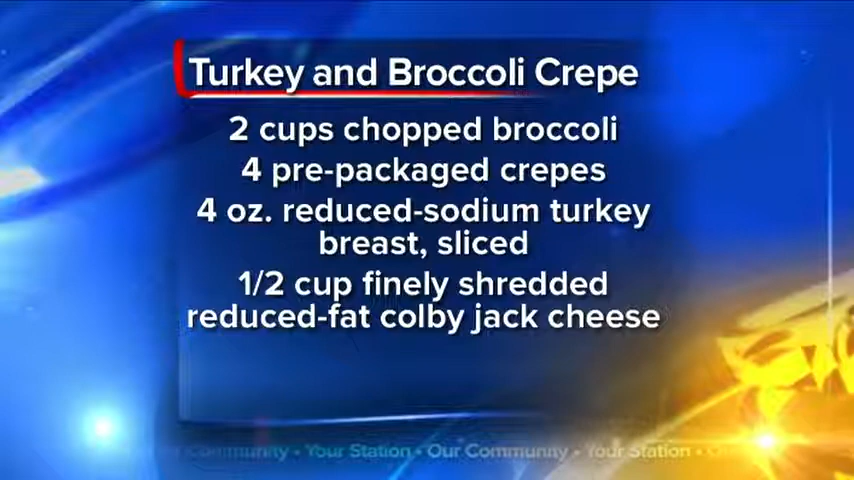 Turkey and Broccoli Crepe
2 cups chopped broccoli
4 pre-packaged crepes
4 oz. reduced-sodium turkey
breast, sliced
1/2 cup finely shredded
reduced-fat colby jack cheese
Community • Your Station • Our Community • Your Station •